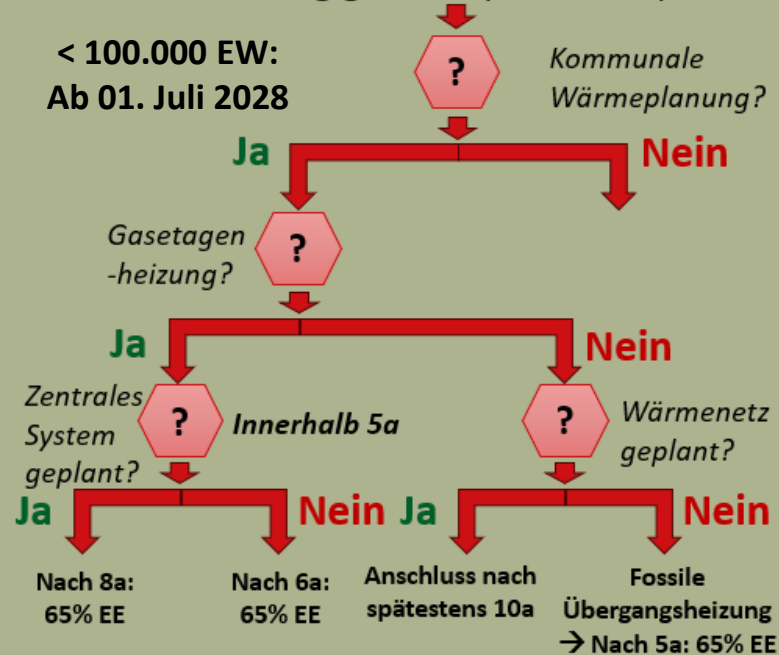 < 100.000 EW:
Ab 01. Juli 2028
?
Kommunale
Wärmeplanung?
Ja
Nein
Gasetagen
-heizung?
?
Ja
Nein
Zentrales
System
geplant?
?
Innerhalb 5a
?
Wärmenetz
geplant?
Ja
Nein
Ja
Nein
Nach 8a:
65% EE
Nach 6a:
65% EE
Anschluss nach
spätestens 10a
Fossile
Übergangsheizung
→ Nach 5a: 65% EE